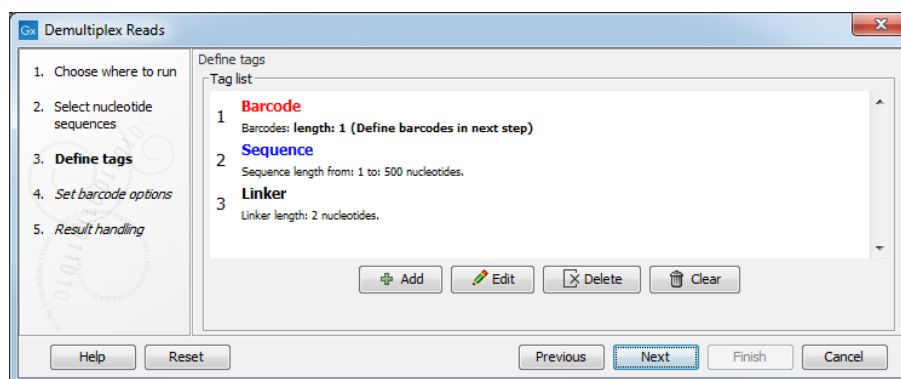 Gx Demultiplex Reads
1. Choose where to run
2. Select nucleotide
sequences
3. Define tags
4. Set barcode options
5. Result handling
Define tags
Tag list
1 Barcode
Barcodes: length: 1 (Define barcodes in next step)
2 Sequence
Sequence length from: 1 to: 500 nucleotides.
3 Linker
Linker length: 2 nucleotides.
Add Edit Delete Clear
Help Reset Previous Next Finish Cancel